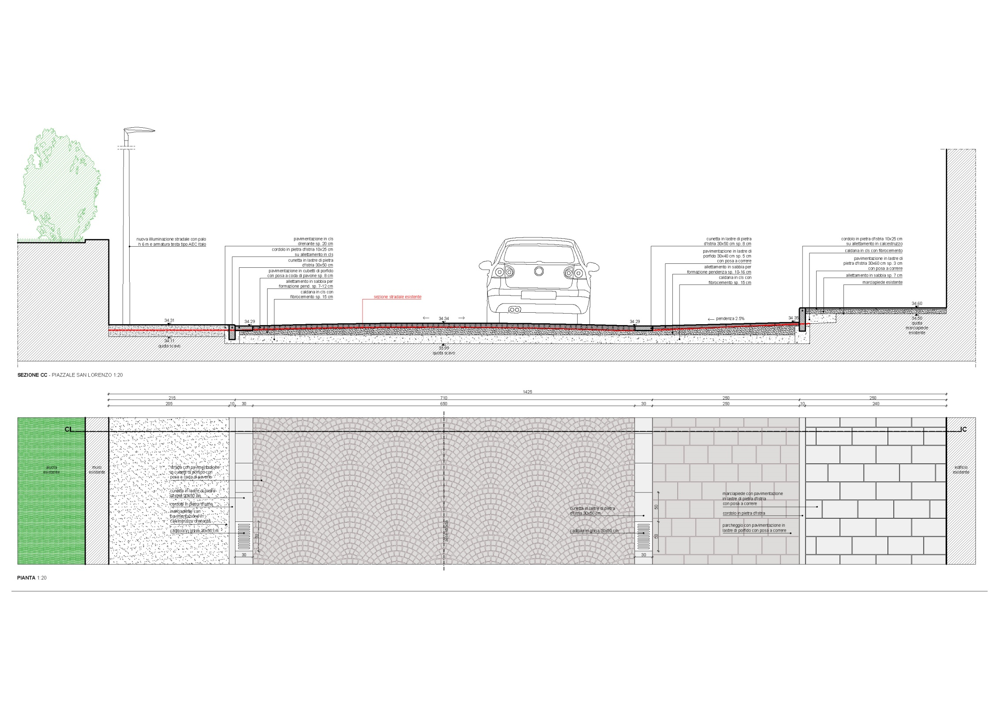 nuova illluminazione stradale con palo
h 6 m e armatura testa tipo AEC Italo
pavimentazione in cls
drenante sp. 20 cm
cordolo in pietra d'Istria 10x25 cm
su allettamento in cls
cunetta in lastre di pietra
d'Istria 30x50 cm
pavimentazione in cubetti di porfido
con posa a coda di pavone sp. 8 cm
allettamento in sabbia per
formazione pend. sp. 7-12 cm
caldana in cls con
fibrocemento sp. 15 cm
sezione stradale esistente
cunetta in lastre di pietra
d'Istria 30x50 cm sp. 8 cm
pavimentazione in lastre di
porfido 30x40 cm sp. 5 cm
con posa a correre
allettamento in sabbia per
formazione pendenza sp. 10-16 cm
caldana in cls con
fibrocemento sp. 15 cm
cordolo in pietra d'Istria 10x25 cm
su allettamento in calcestruzzo
caldana in cls con fibrocemento
pavimentazione in lastre di
pietra d'Istria 30x60 cm sp. 3 cm
con posa a correre
allettamento in sabbia sp. 7 cm
marciapiede esistente
34.31
34.29
34.34
34.29
pendenza 2.5%
34.35
34.60
34.50
quota
marciapiede
esistente
34.11
quota scavo
33.99
quota scavo
SEZIONE CC - PIAZZALE SAN LORENZO 1:20
1425
215 710 250 250
205 10 30 650 30 250 10 240
C C
aiuola
esistente
muro
esistente
strada con pavimentazione
in cubetti di porfido con
posa a coda di pavone
cunetta in lastre di pietra
d'Istria 30x50 cm
cordolo in pietra d'Istria
marciapiede con
pavimentazione in
calcestruzzo drenante
caditoia in ghisa 30x50 cm
50
30
asse strada
cunetta in lastre di pietra
d'Istria 30x50 cm
caditoia in ghisa 30x50 cm
50
50
30
marciapiede con pavimentazione
in lastre di pietra d'Istria
con posa a correre
cordolo in pietra d'Istria
parcheggio con pavimentazione in
lastre di porfido con posa a correre
edificio
esistente
PIANTA 1:20